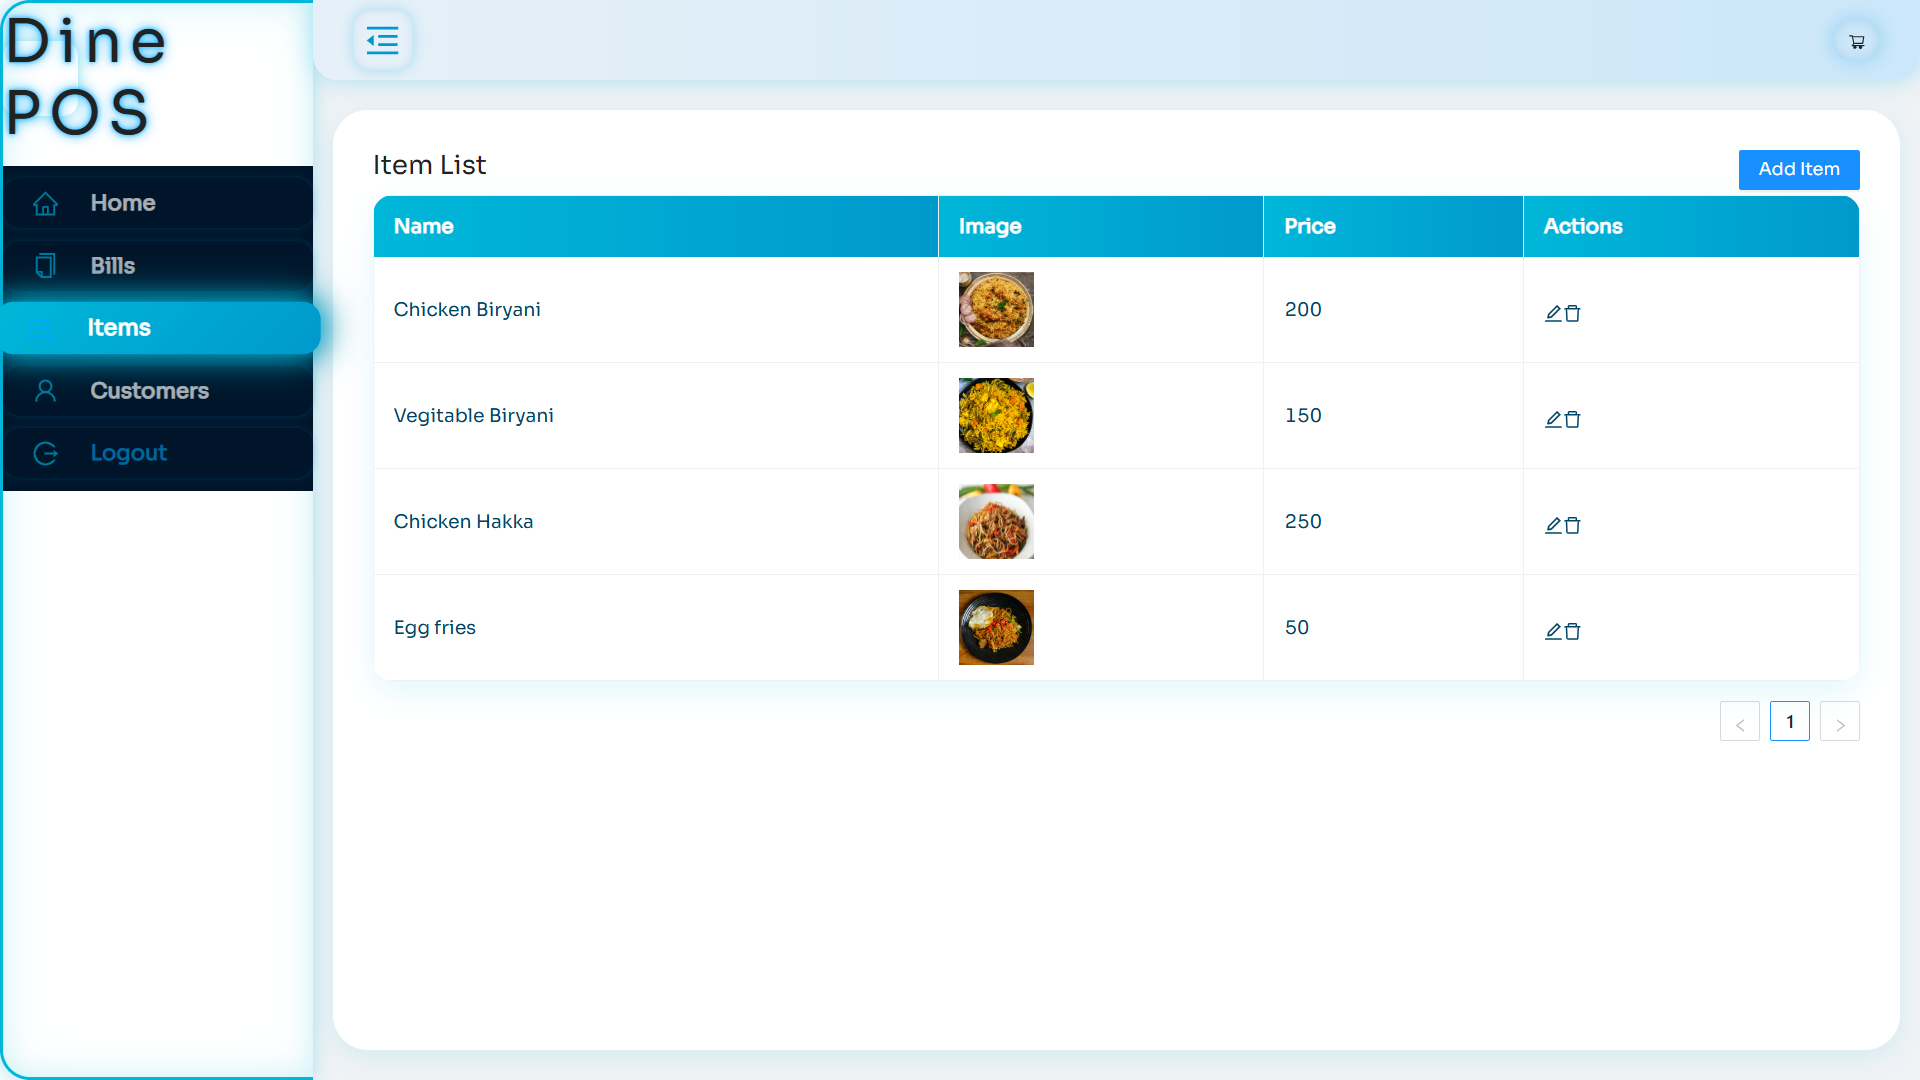 Dine
POS
Home
Bills
Items
Customers
Logout
Item List
Add Item
Name Image Price Actions
Chicken Biryani 200
Vegitable Biryani 150
Chicken Hakka 250
Egg fries 50
1